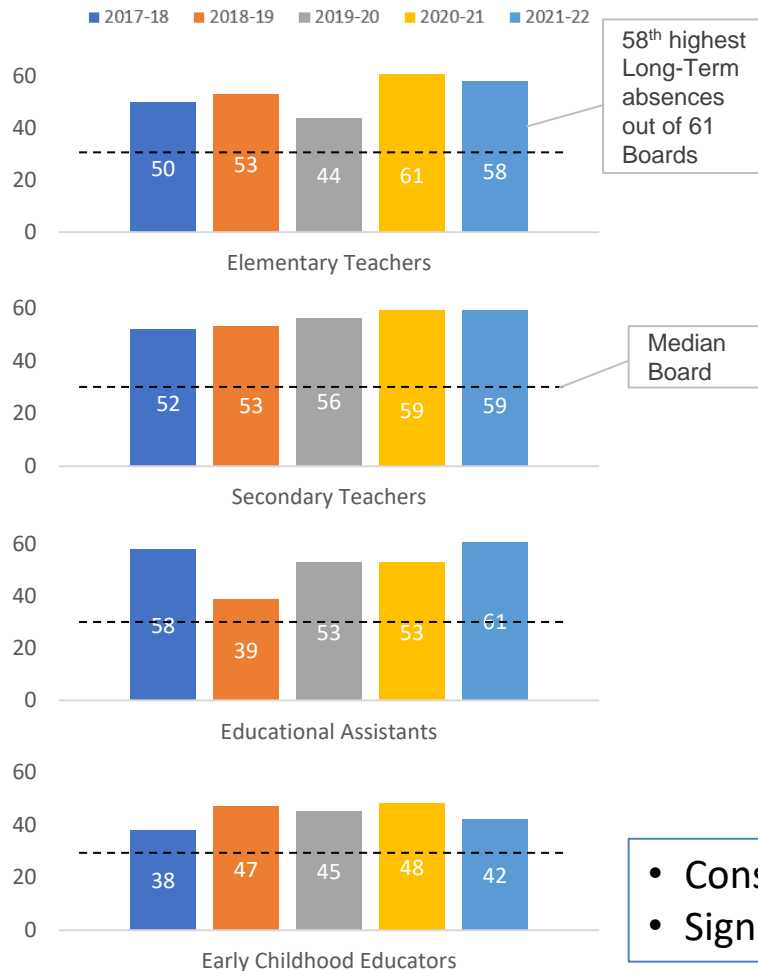 2017-18 2018-19 2019-20 2020-21 2021-22
58th highest
Long-Term
absences
out of 61
Boards
60
40
20
0
50 53 44 61 58
Elementary Teachers
60
40
20
0
52 53 56 59 59
Median
Board
Secondary Teachers
60
40
20
0
58 39 53 53 61
Educational Assistants
60
40
20
0
38 47 45 48 42
Early Childhood Educators
• Cons
• Sign